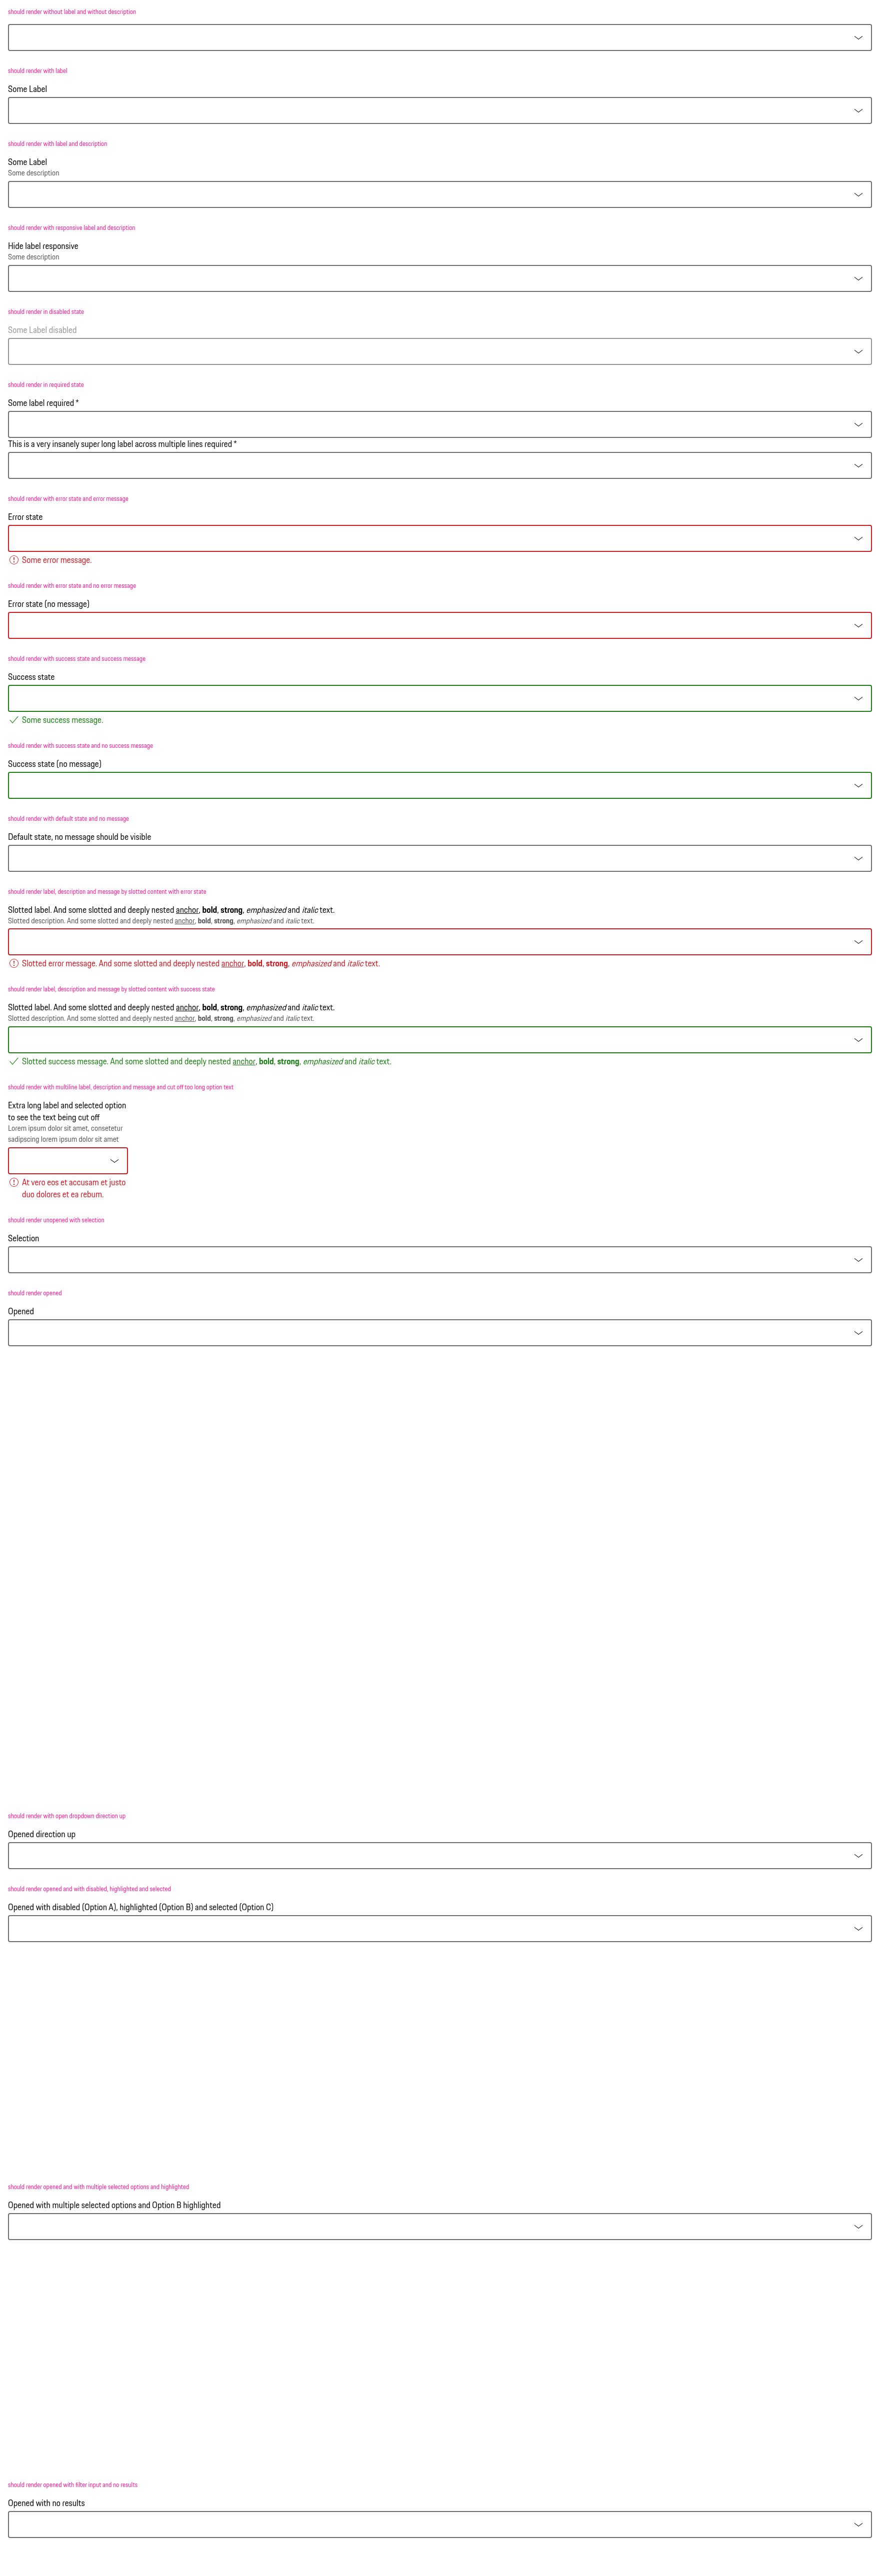 should render without label and without description
should render with label
Some Label
should render with label and description
Some Label
Some description
should render with responsive label and description
Hide label responsive
Some description
should render in disabled state
Some Label disabled
should render in required state
Some label required *
This is a very insanely super long label across multiple lines required *
should render with error state and error message
Error state
Some error message.
should render with error state and no error message
Error state (no message)
should render with success state and success message
Success state
Some success message.
should render with success state and no success message
Success state (no message)
should render with default state and no message
Default state, no message should be visible
should render label, description and message by slotted content with error state
Slotted label. And some slotted and deeply nested anchor, bold, strong, emphasized and italic text.
Slotted description. And some slotted and deeply nested anchor, bold, strong, emphasized and italic text.
Slotted error message. And some slotted and deeply nested anchor, bold, strong, emphasized and italic text.
should render label, description and message by slotted content with success state
Slotted label. And some slotted and deeply nested anchor, bold, strong, emphasized and italic text.
Slotted description. And some slotted and deeply nested anchor, bold, strong, emphasized and italic text.
Slotted success message. And some slotted and deeply nested anchor, bold, strong, emphasized and italic text.
should render with multiline label, description and message and cut off too long option text
Extra long label and selected option
to see the text being cut off
Lorem ipsum dolor sit amet, consetetur
sadipscing lorem ipsum dolor sit amet
At vero eos et accusam et justo
duo dolores et ea rebum.
should render unopened with selection
Selection
should render opened
Opened
should render with open dropdown direction up
Opened direction up
should render opened and with disabled, highlighted and selected
Opened with disabled (Option A), highlighted (Option B) and selected (Option C)
should render opened and with multiple selected options and highlighted
Opened with multiple selected options and Option B highlighted
should render opened with filter input and no results
Opened with no results